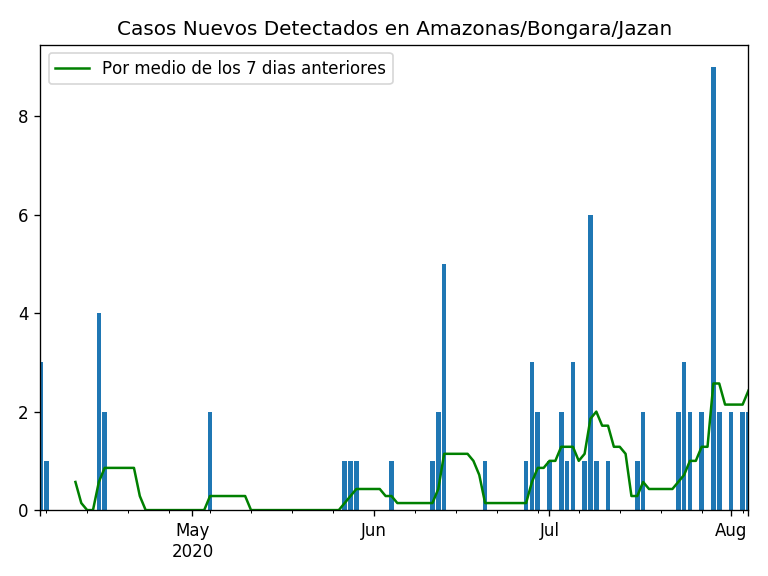 Casos Nuevos Detectados en Amazonas/Bongara/Jazan
Por medio de los 7 dias anteriores
8
6
4
2
0
May Jun Jul Aug
2020